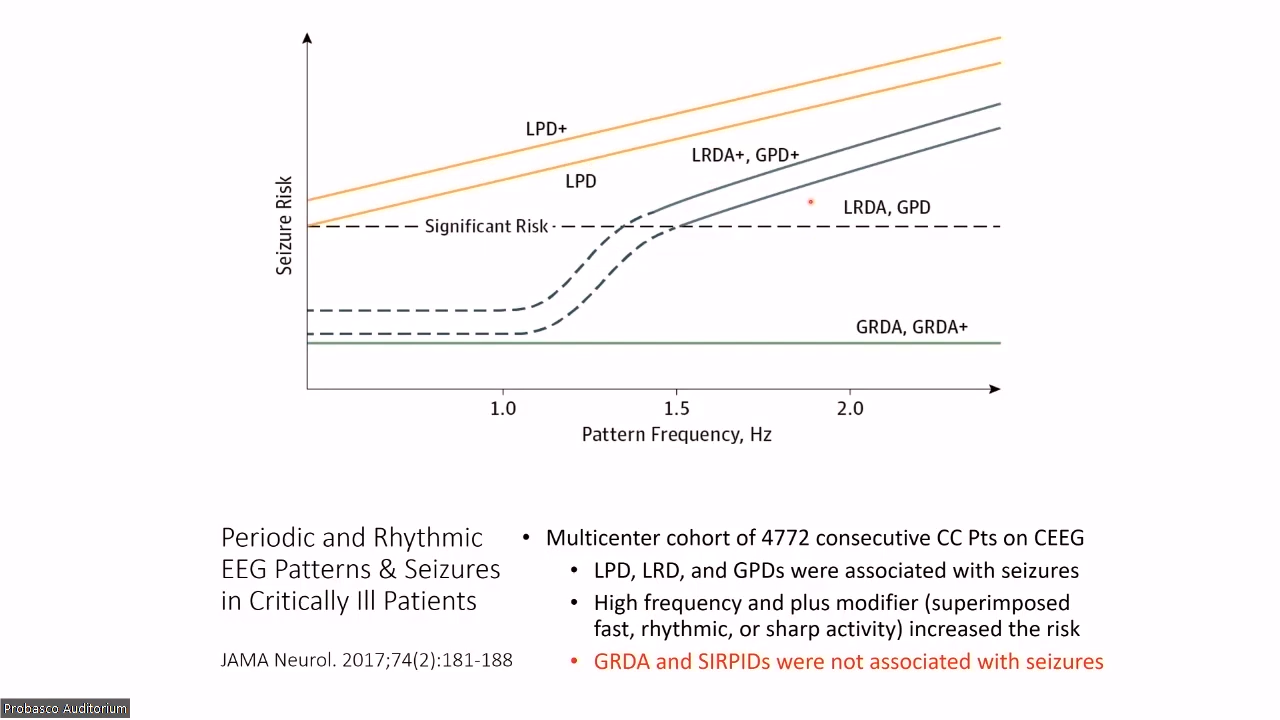 LPD+
LRDA+, GPD+
LPD
LRDA, GPD
Significant Risk
Seizure Risk
GRDA, GRDA+
1.0 1.5 2.0
Pattern Frequency, Hz
Periodic and Rhythmic
EEG Patterns & Seizures
in Critically Ill Patients
JAMA Neurol. 2017;74(2):181-188
• Multicenter cohort of 4772 consecutive CC Pts on CEEG
• LPD, LRD, and GPDs were associated with seizures
• High frequency and plus modifier (superimposed
fast, rhythmic, or sharp activity) increased the risk
• GRDA and SIRPIDs were not associated with seizures
Probasco Auditorium